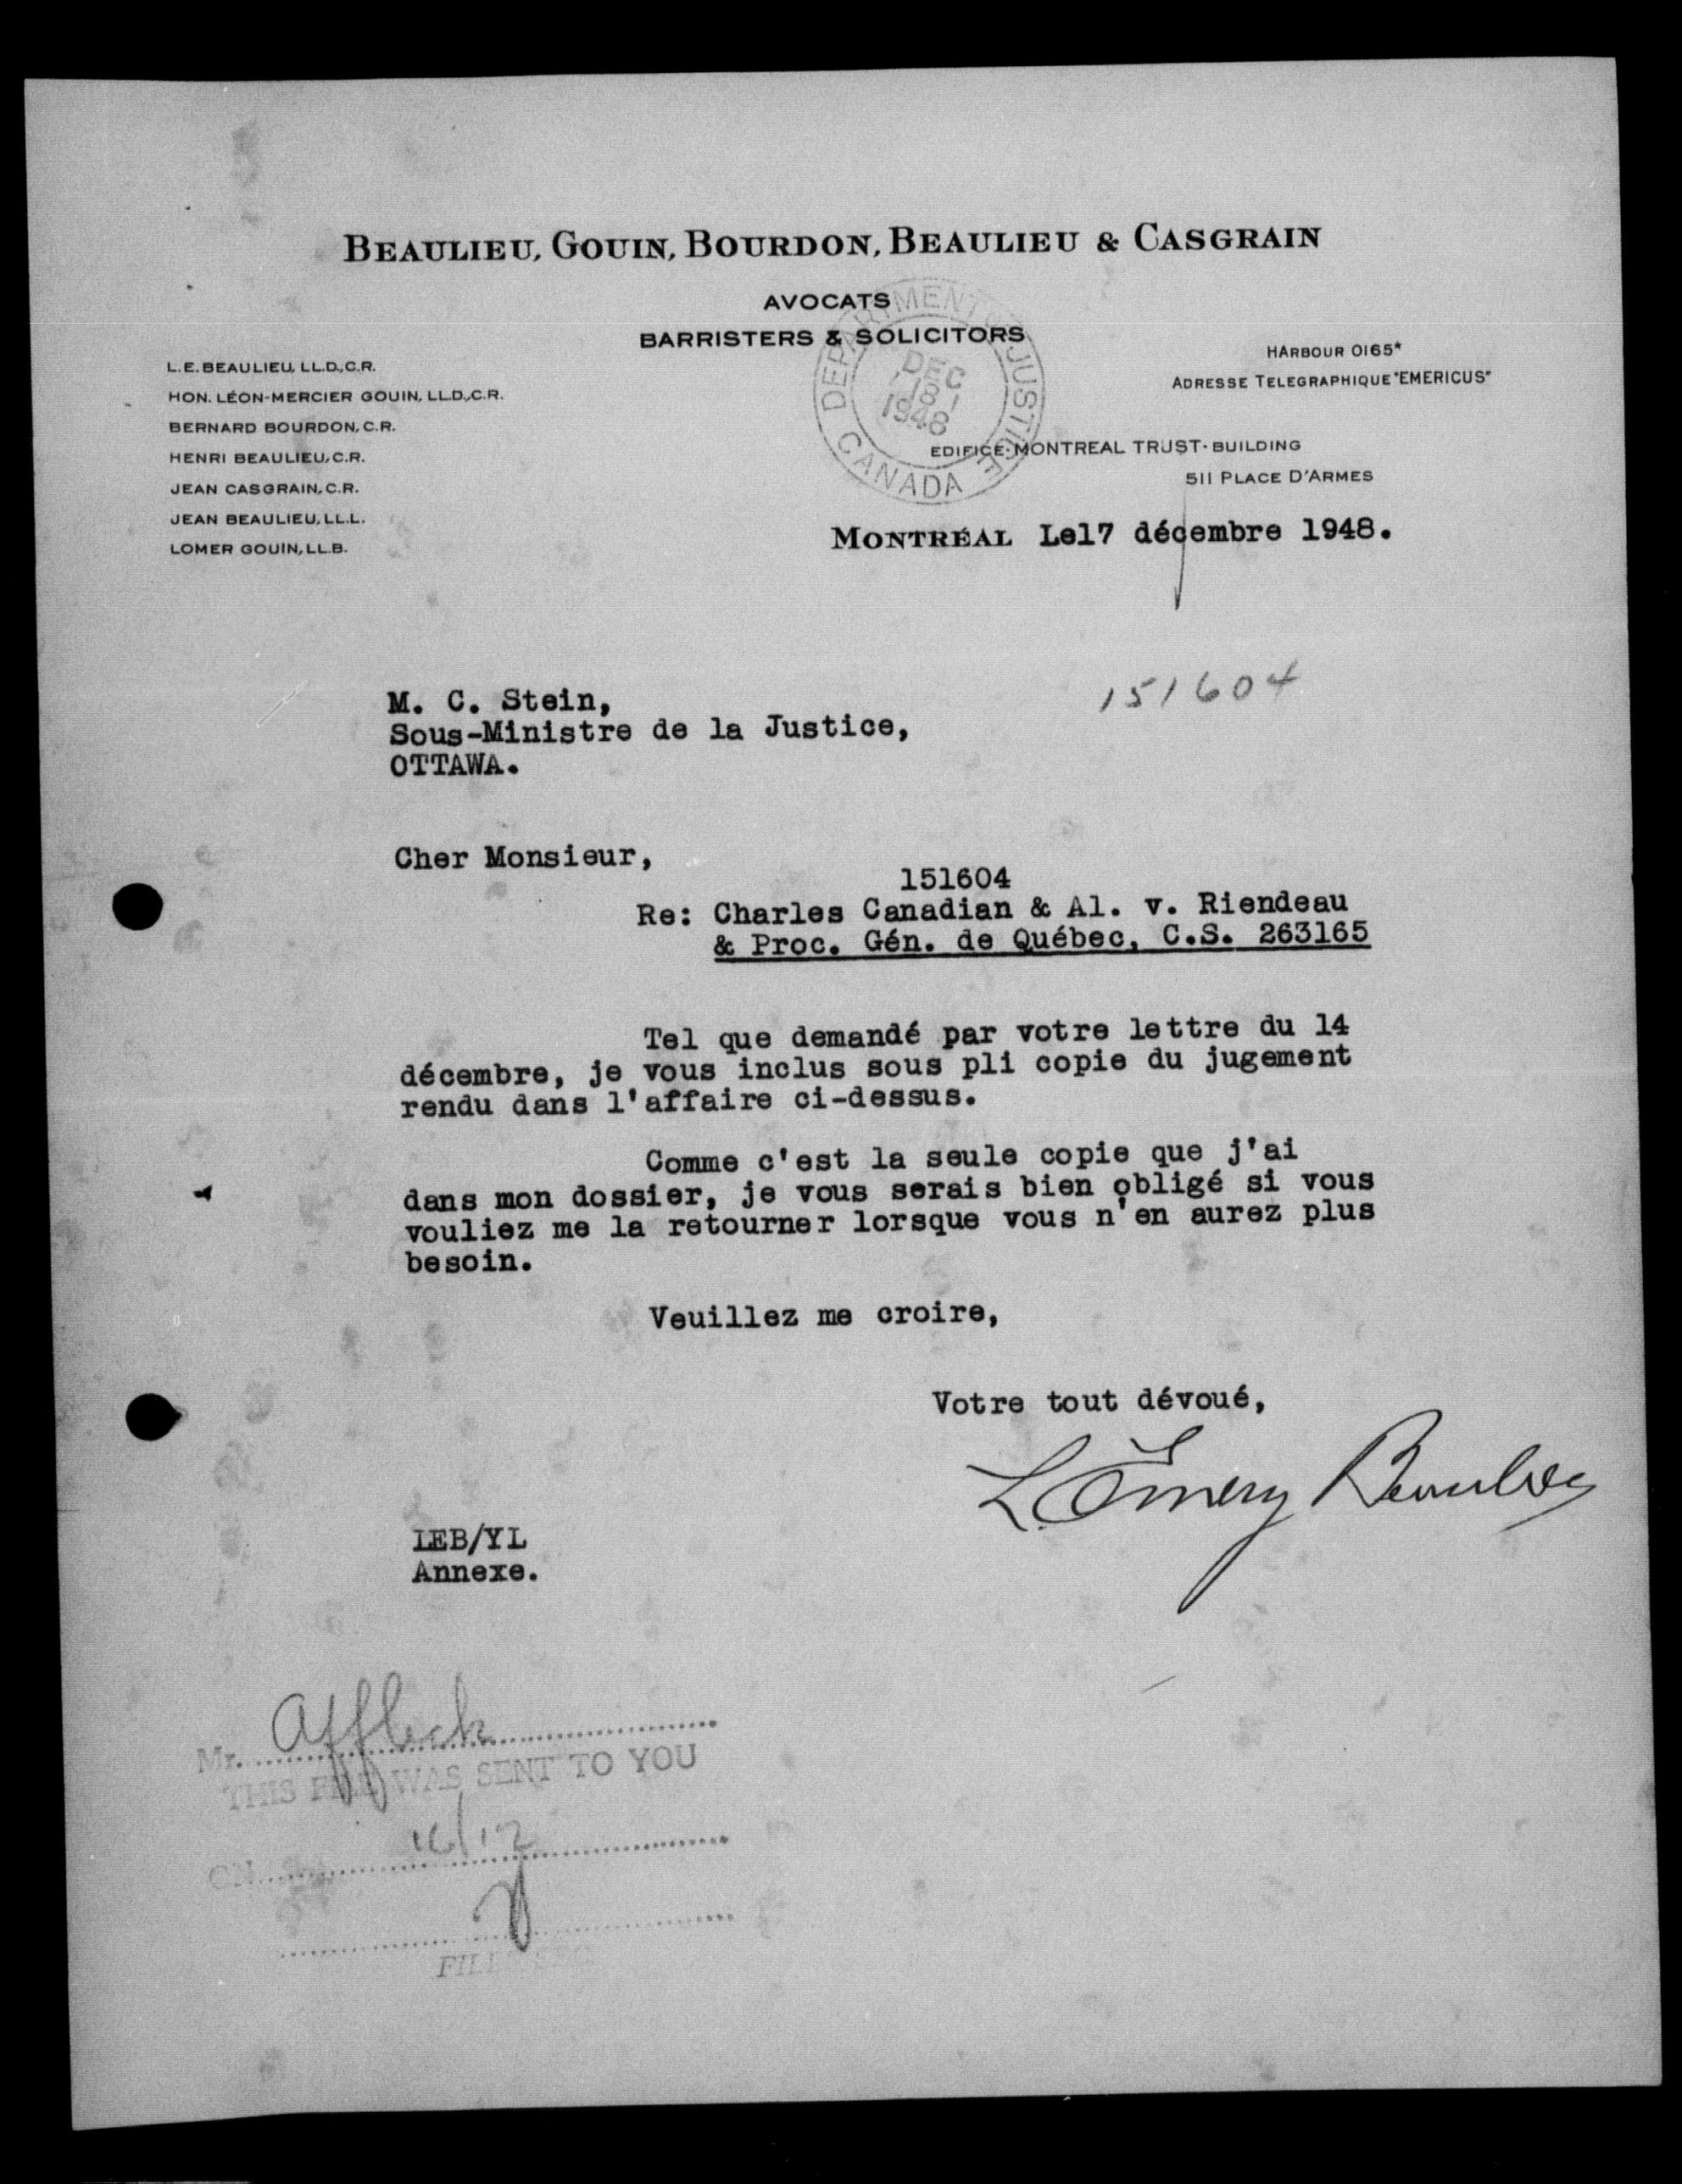 BEAULIEU, GOUIN, BOURDON, BEAULIEU & CASGRAIN
AVOCATS
BARRISTERS & SOLICITORS
L.E. BEAULIEU, LL.D., C.R.
HON. LÉON-MERCIER GOUIN, LL.D., C.R.
BERNARD BOURDON, C.R.
HENRI BEAULIEU, C.R.
JEAN CASGRAIN, C.R.
JEAN BEAULIEU, LL.L.
LOMER GOUIN, LL.B.
DEPARTMENT OF JUSTICE
DEC
18
1948
CANADA
HARBOUR 0165*
ADRESSE TELEGRAPHIQUE "EMERICUS"
EDIFICE·MONTREAL TRUST·BUILDING
511 PLACE D'ARMES
MONTRÉAL Le17 décembre 1948.
151604
M. C. Stein,
Sous-Ministre de la Justice,
OTTAWA.
Cher Monsieur,
151604
Re: Charles Canadian & Al. v. Riendeau
& Proc. Gén. de Québec, C.S. 263165
Tel que demandé par votre lettre du 14
décembre, je vous inclus sous pli copie du jugement
rendu dans l'affaire ci-dessus.
Comme c'est la seule copie que j'ai
dans mon dossier, je vous serais bien obligé si vous
vouliez me la retourner lorsque vous n'en aurez plus
besoin.
Veuillez me croire,
Votre tout dévoué,
L. Émery Beaulieu
LEB/YL
Annexe.
Mr. Affleck
THIS FILE WAS SENT TO YOU
ON 16/12